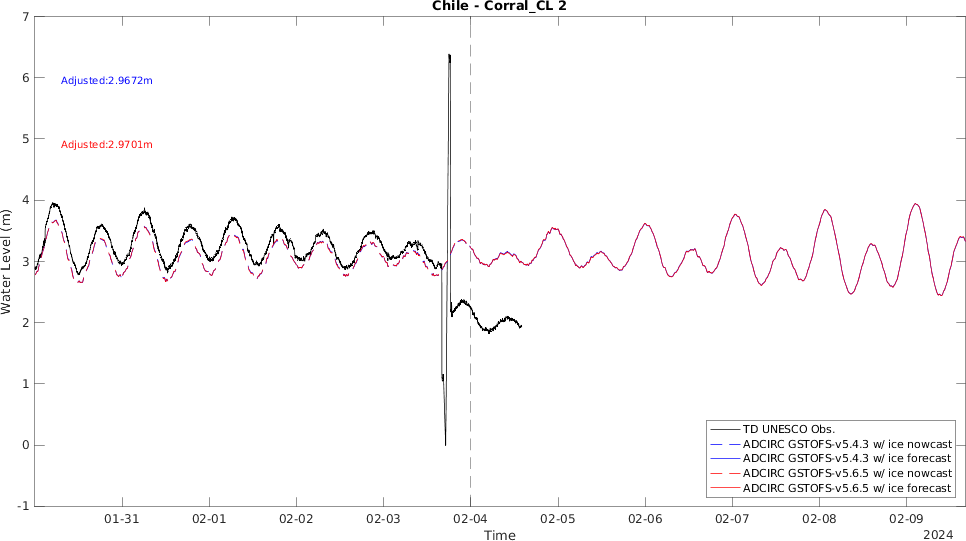 Chile - Corral_CL 2
7
6
5
4
3
2
1
0
-1
Water Level (m)
Adjusted:2.9672m
Adjusted:2.9701m
TD UNESCO Obs.
ADCIRC GSTOFS-v5.4.3 w/ ice nowcast
ADCIRC GSTOFS-v5.4.3 w/ ice forecast
ADCIRC GSTOFS-v5.6.5 w/ ice nowcast
ADCIRC GSTOFS-v5.6.5 w/ ice forecast
01-31 02-01 02-02 02-03 02-04 02-05 02-06 02-07 02-08 02-09
Time
2024